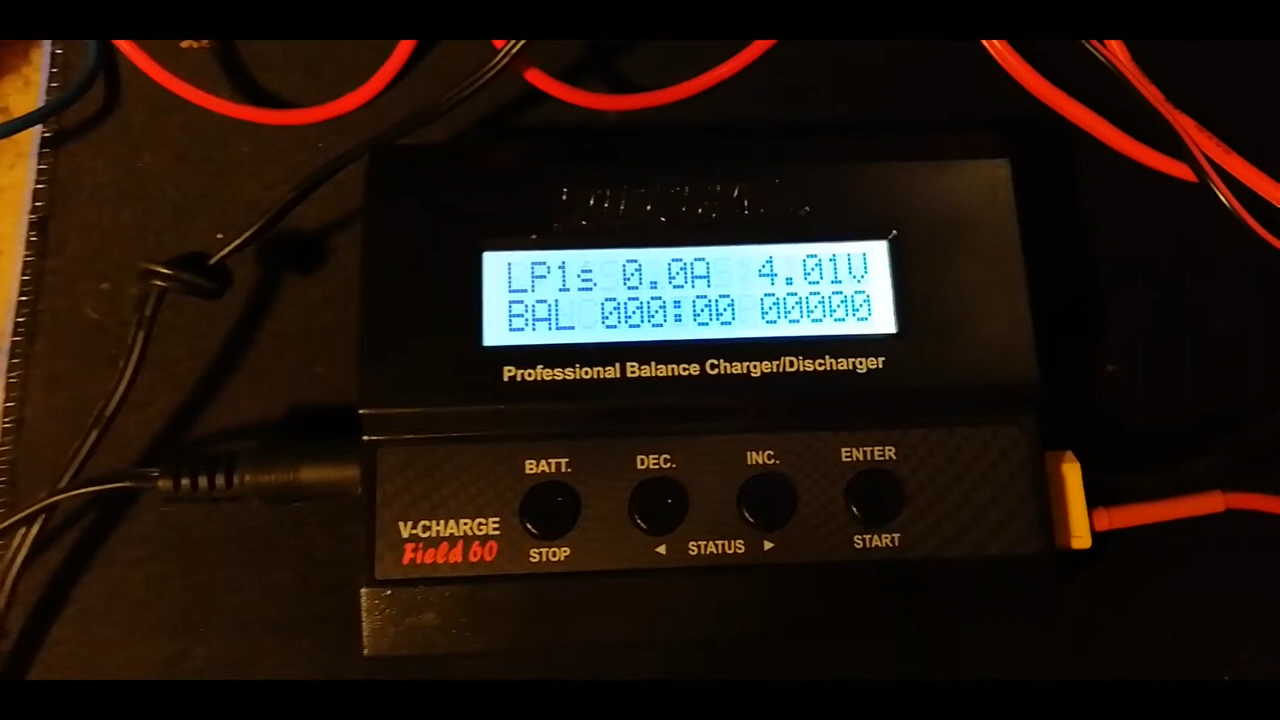 LP1s 0.0A 4.01V
BAL 000:00 00000
Professional Balance Charger/Discharger
BATT. DEC. INC. ENTER
V-CHARGE
Field 60
STOP ◄ STATUS ► START